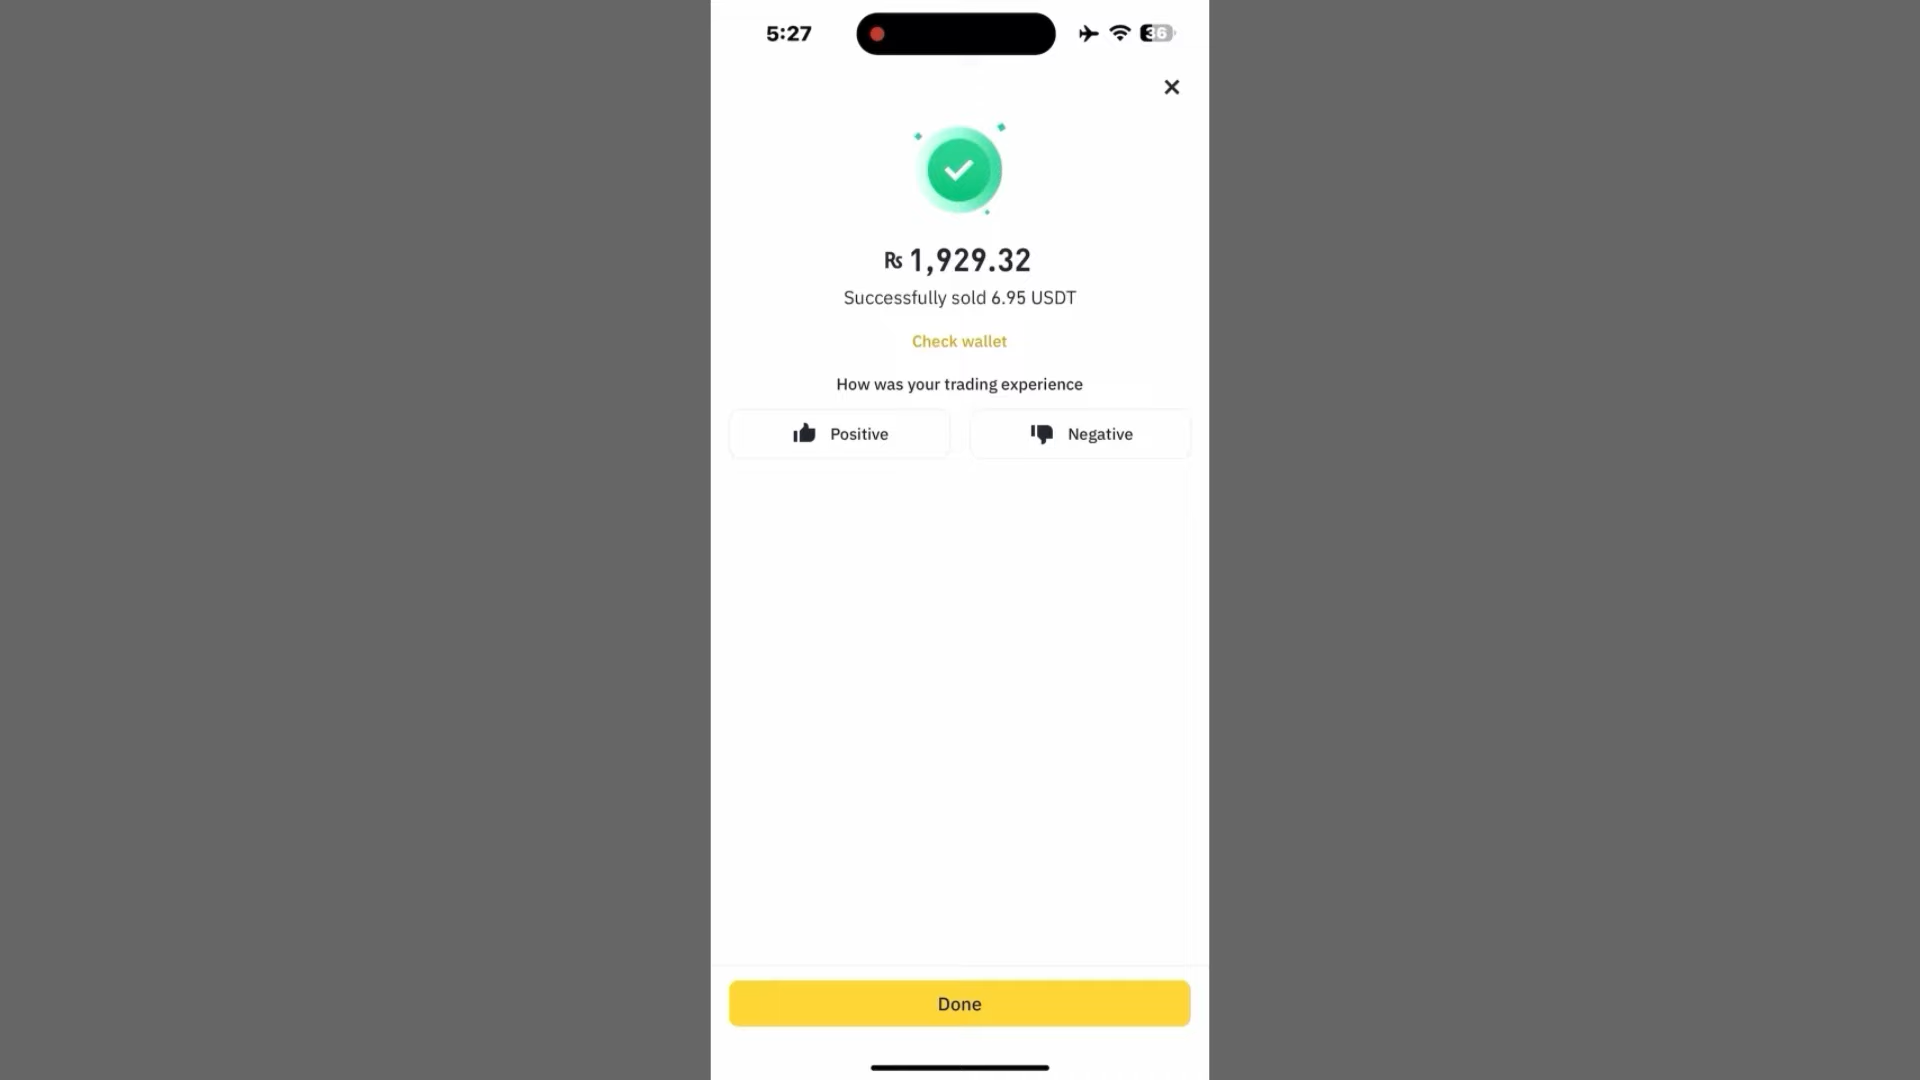 5:27
36
₨ 1,929.32
Successfully sold 6.95 USDT
Check wallet
How was your trading experience
Positive
Negative
Done